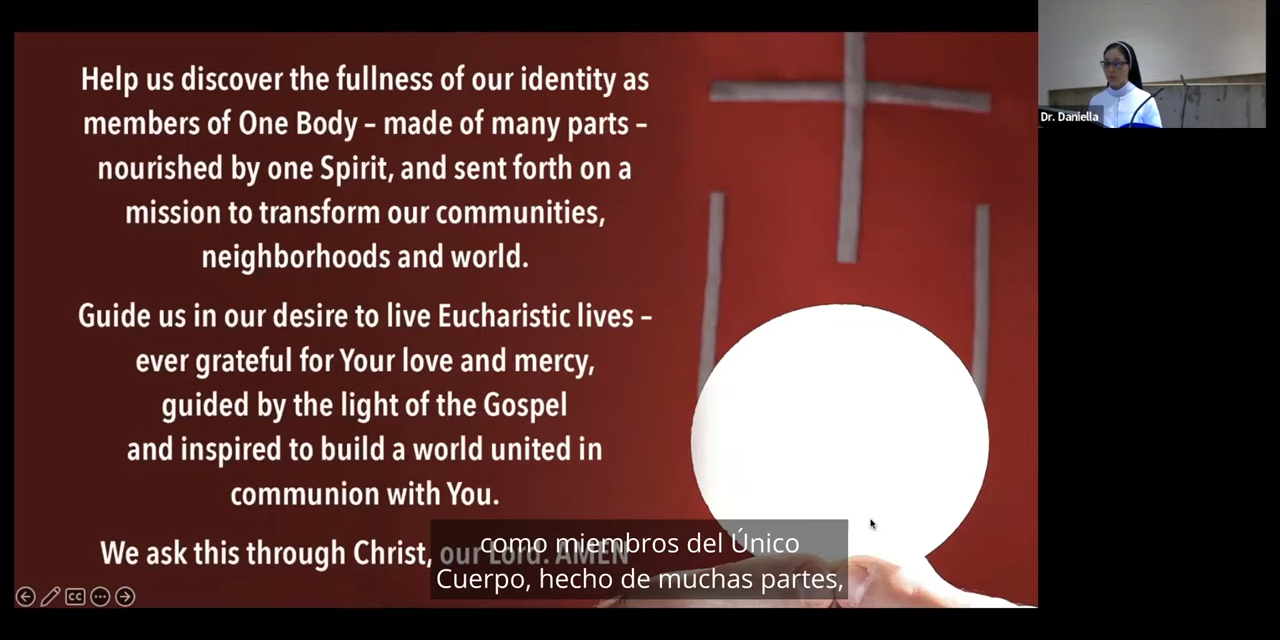 Help us discover the fullness of our identity as
members of One Body – made of many parts –
nourished by one Spirit, and sent forth on a
mission to transform our communities,
neighborhoods and world.
Guide us in our desire to live Eucharistic lives –
ever grateful for Your love and mercy,
guided by the light of the Gospel
and inspired to build a world united in
communion with You.
We ask this through Christ, our Lord. AMEN
como miembros del Único
Cuerpo, hecho de muchas partes,
CC
Dr. Daniella